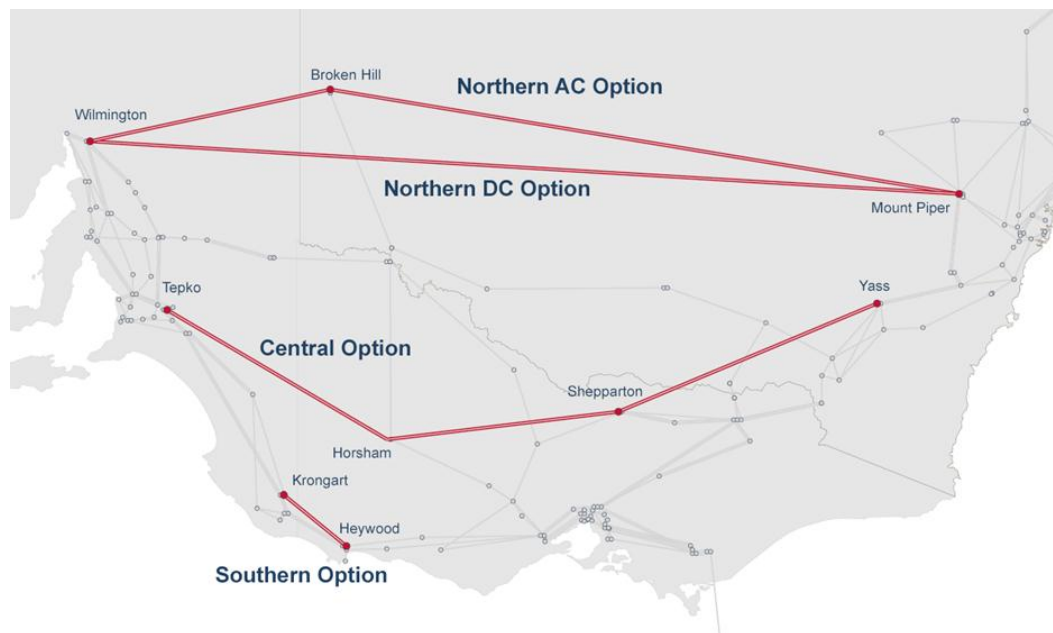 Broken Hill
Northern AC Option
Wilmington
Northern DC Option
Mount Piper
Tepko
Yass
Central Option
Shepparton
Horsham
Krongart
Heywood
Southern Option